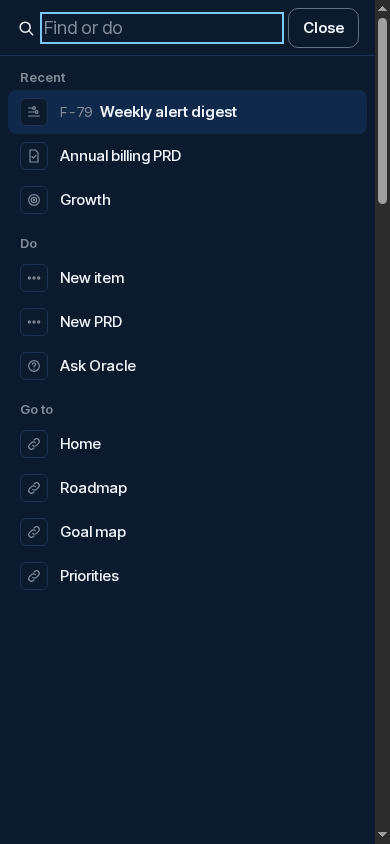 Find or do
Close
Recent
F-79 Weekly alert digest
Annual billing PRD
Growth
Do
New item
New PRD
Ask Oracle
Go to
Home
Roadmap
Goal map
Priorities